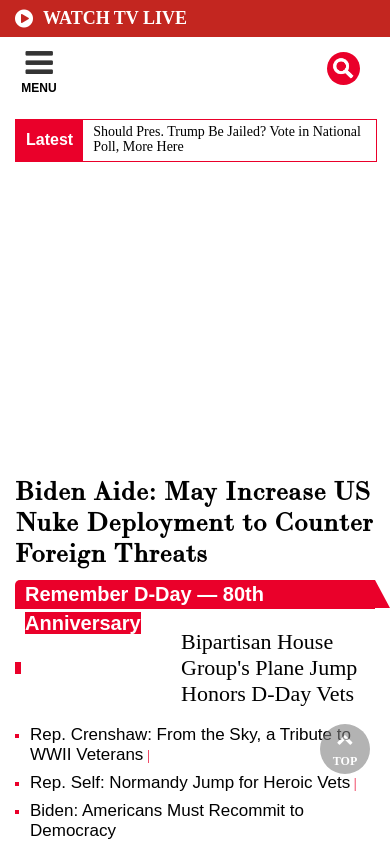 WATCH TV LIVE
MENU
Latest
Should Pres. Trump Be Jailed? Vote in National
Poll, More Here
Biden Aide: May Increase US
Nuke Deployment to Counter
Foreign Threats
Remember D-Day — 80th
Anniversary
Bipartisan House
Group's Plane Jump
Honors D-Day Vets
Rep. Crenshaw: From the Sky, a Tribute to
WWII Veterans |
Rep. Self: Normandy Jump for Heroic Vets |
TOP
Biden: Americans Must Recommit to
Democracy